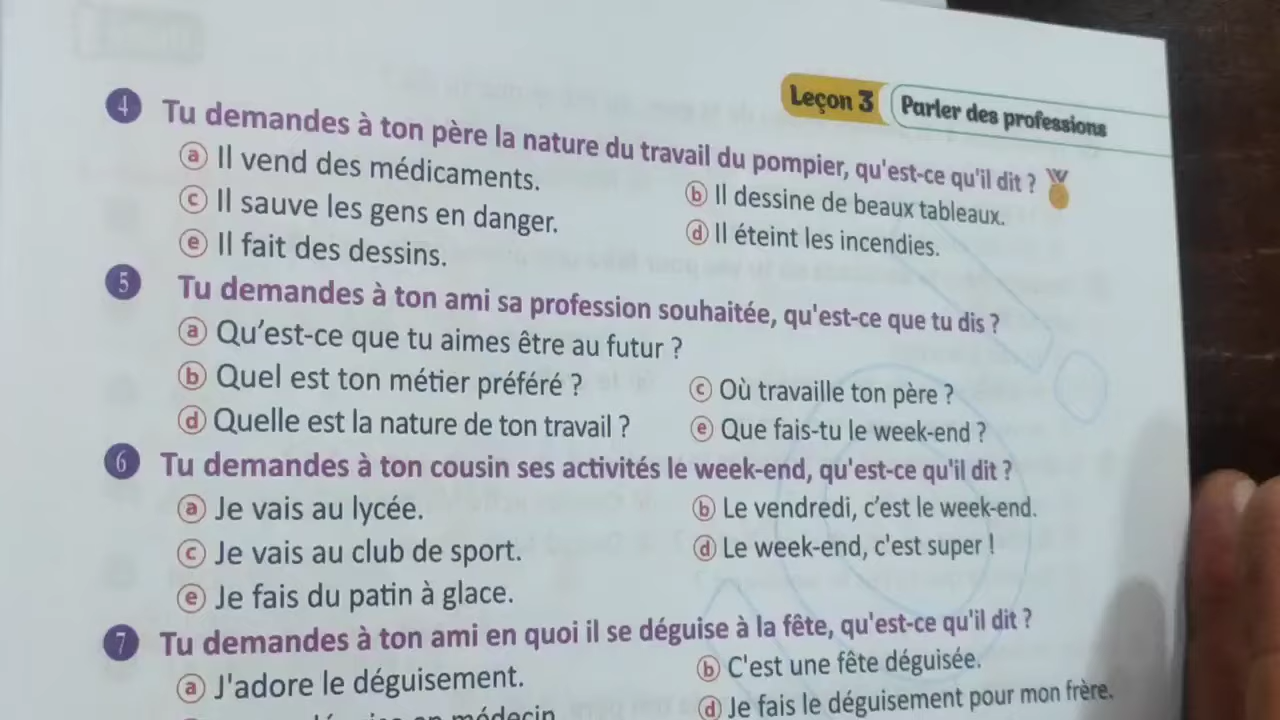 Leçon 3 Parler des professions
4 Tu demandes à ton père la nature du travail du pompier, qu'est-ce qu'il dit ?
a Il vend des médicaments.
b Il dessine de beaux tableaux.
c Il sauve les gens en danger.
d Il éteint les incendies.
e Il fait des dessins.
5 Tu demandes à ton ami sa profession souhaitée, qu'est-ce que tu dis ?
a Qu’est-ce que tu aimes être au futur ?
b Quel est ton métier préféré ?
c Où travaille ton père ?
d Quelle est la nature de ton travail ?
e Que fais-tu le week-end ?
6 Tu demandes à ton cousin ses activités le week-end, qu'est-ce qu'il dit ?
a Je vais au lycée.
b Le vendredi, c’est le week-end.
c Je vais au club de sport.
d Le week-end, c'est super !
e Je fais du patin à glace.
7 Tu demandes à ton ami en quoi il se déguise à la fête, qu'est-ce qu'il dit ?
a J'adore le déguisement.
b C'est une fête déguisée.
médecin
d Je fais le déguisement pour mon frère.